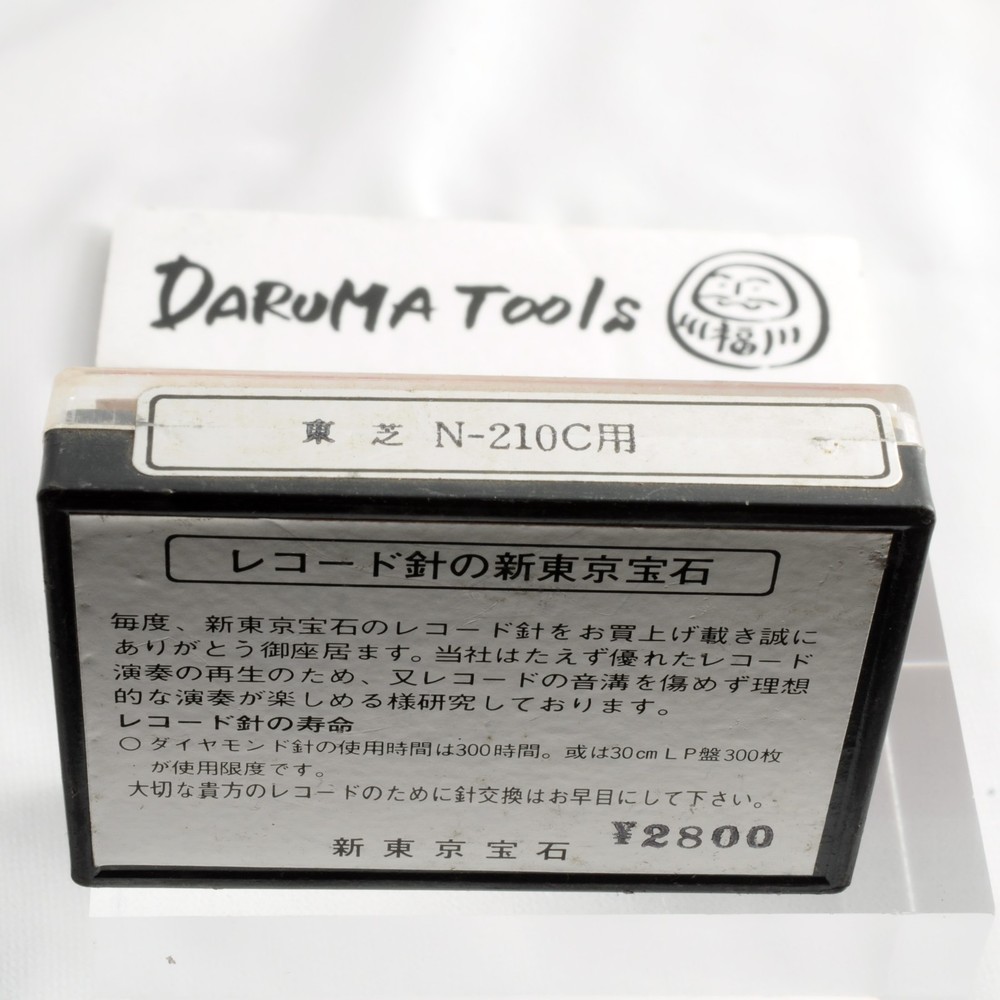 DARUMA TOOls
福
東芝 N-210C用
レコード針の新東京宝石
毎度、新東京宝石のレコード針をお買上げ載き誠に
ありがとう御座居ます。当社はたえず優れたレコード
演奏の再生のため、又レコードの音溝を傷めず理想
的な演奏が楽しめる様研究しております。
レコード針の寿命
○ ダイヤモンド針の使用時間は300時間。或は30cmLP盤300枚
が使用限度です。
大切な貴方のレコードのために針交換はお早目にして下さい。
¥2800
新東京宝石